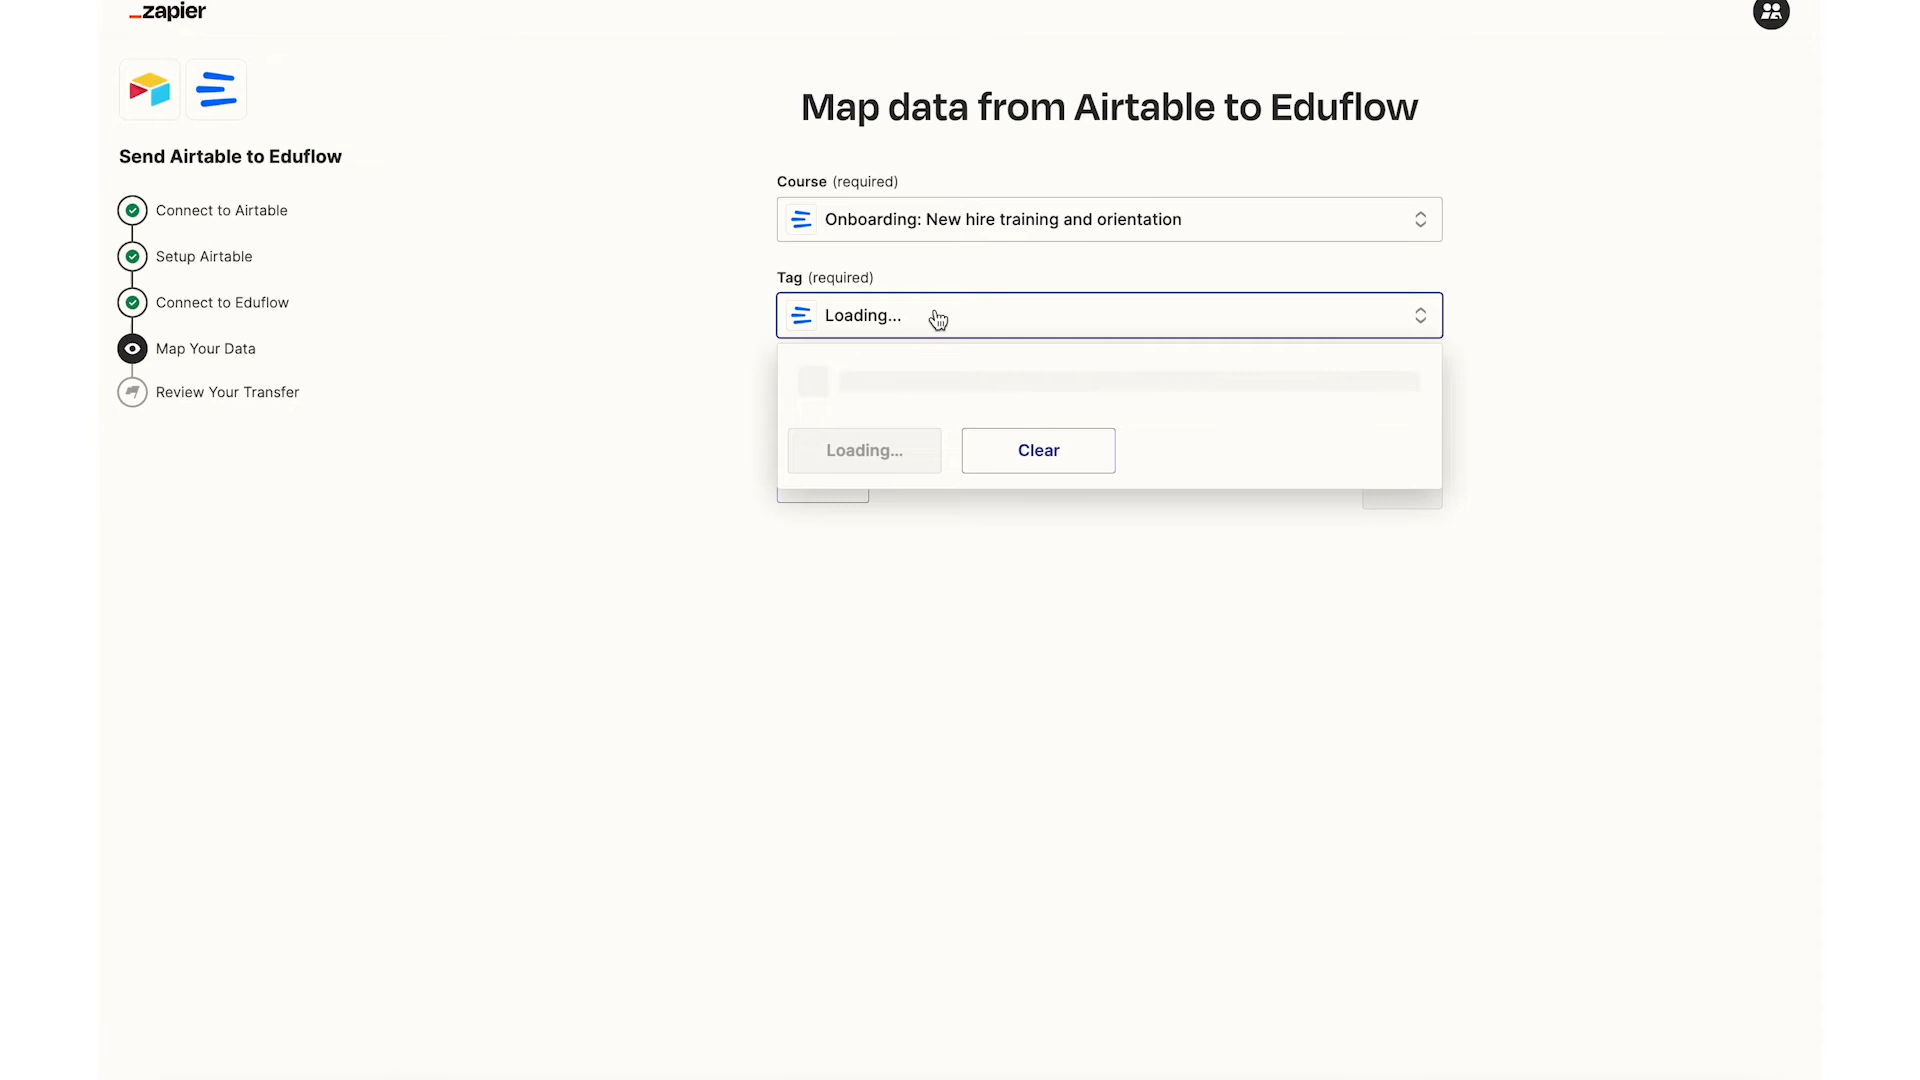 zapier
Send Airtable to Eduflow
Connect to Airtable
Setup Airtable
Connect to Eduflow
Map Your Data
Review Your Transfer
Map data from Airtable to Eduflow
Course (required)
Onboarding: New hire training and orientation
Tag (required)
Loading...
Loading...
Clear